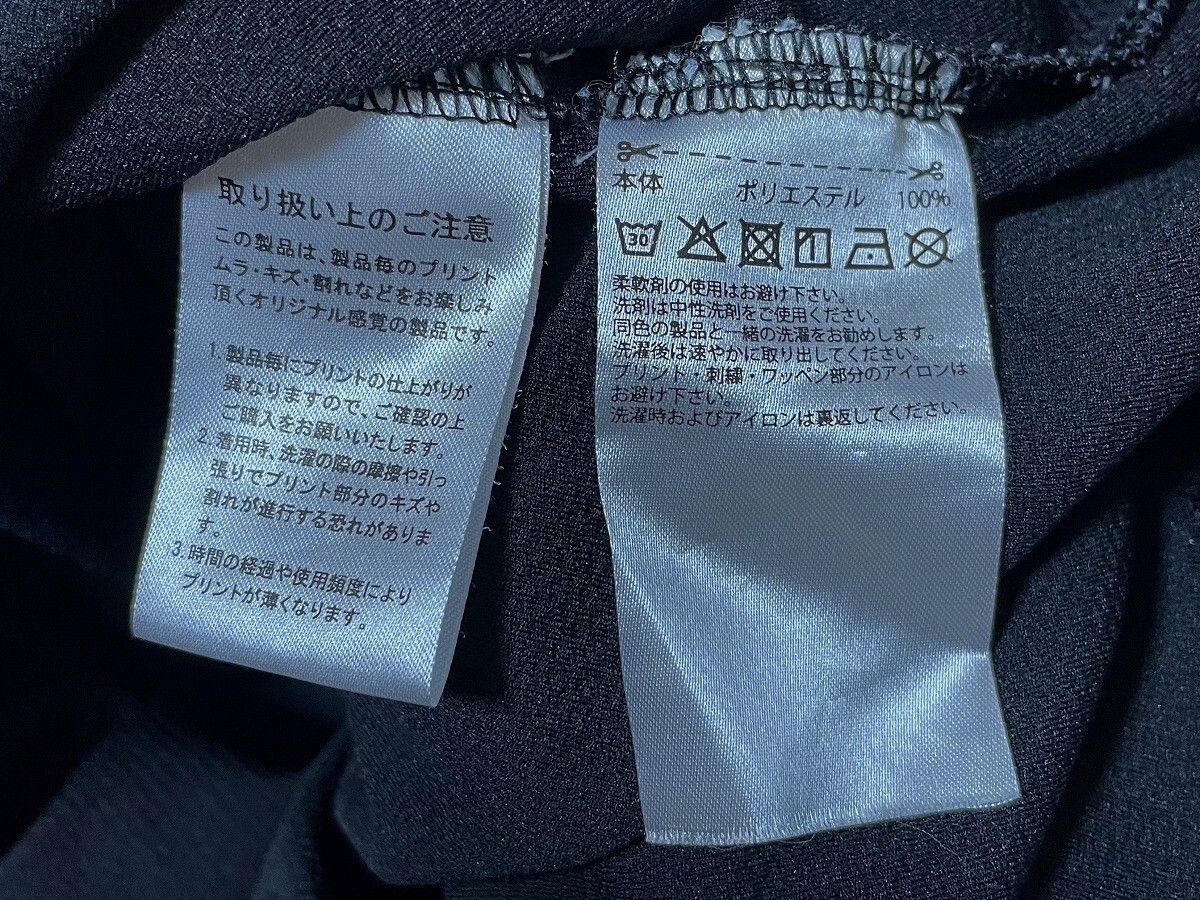 取り扱い上のご注意
この製品は、製品毎のプリント
ムラ・キズ・割れなどをお楽しみ
頂くオリジナル感覚の製品です。
1. 製品毎にプリントの仕上がりが
異なりますので、ご確認の上
ご購入をお願いいたします。
2. 着用時、洗濯の際の摩擦や引っ
張りでプリント部分のキズや
割れが進行する恐れがありま
す。
3. 時間の経過や使用頻度により
プリントが薄くなります。
本体 ポリエステル 100%
30
柔軟剤の使用はお避け下さい。
洗剤は中性洗剤をご使用ください。
同色の製品と一緒の洗濯をお勧めします。
洗濯後は速やかに取り出してください。
プリント・刺繍・ワッペン部分のアイロンは
お避け下さい。
洗濯時およびアイロンは裏返してください。